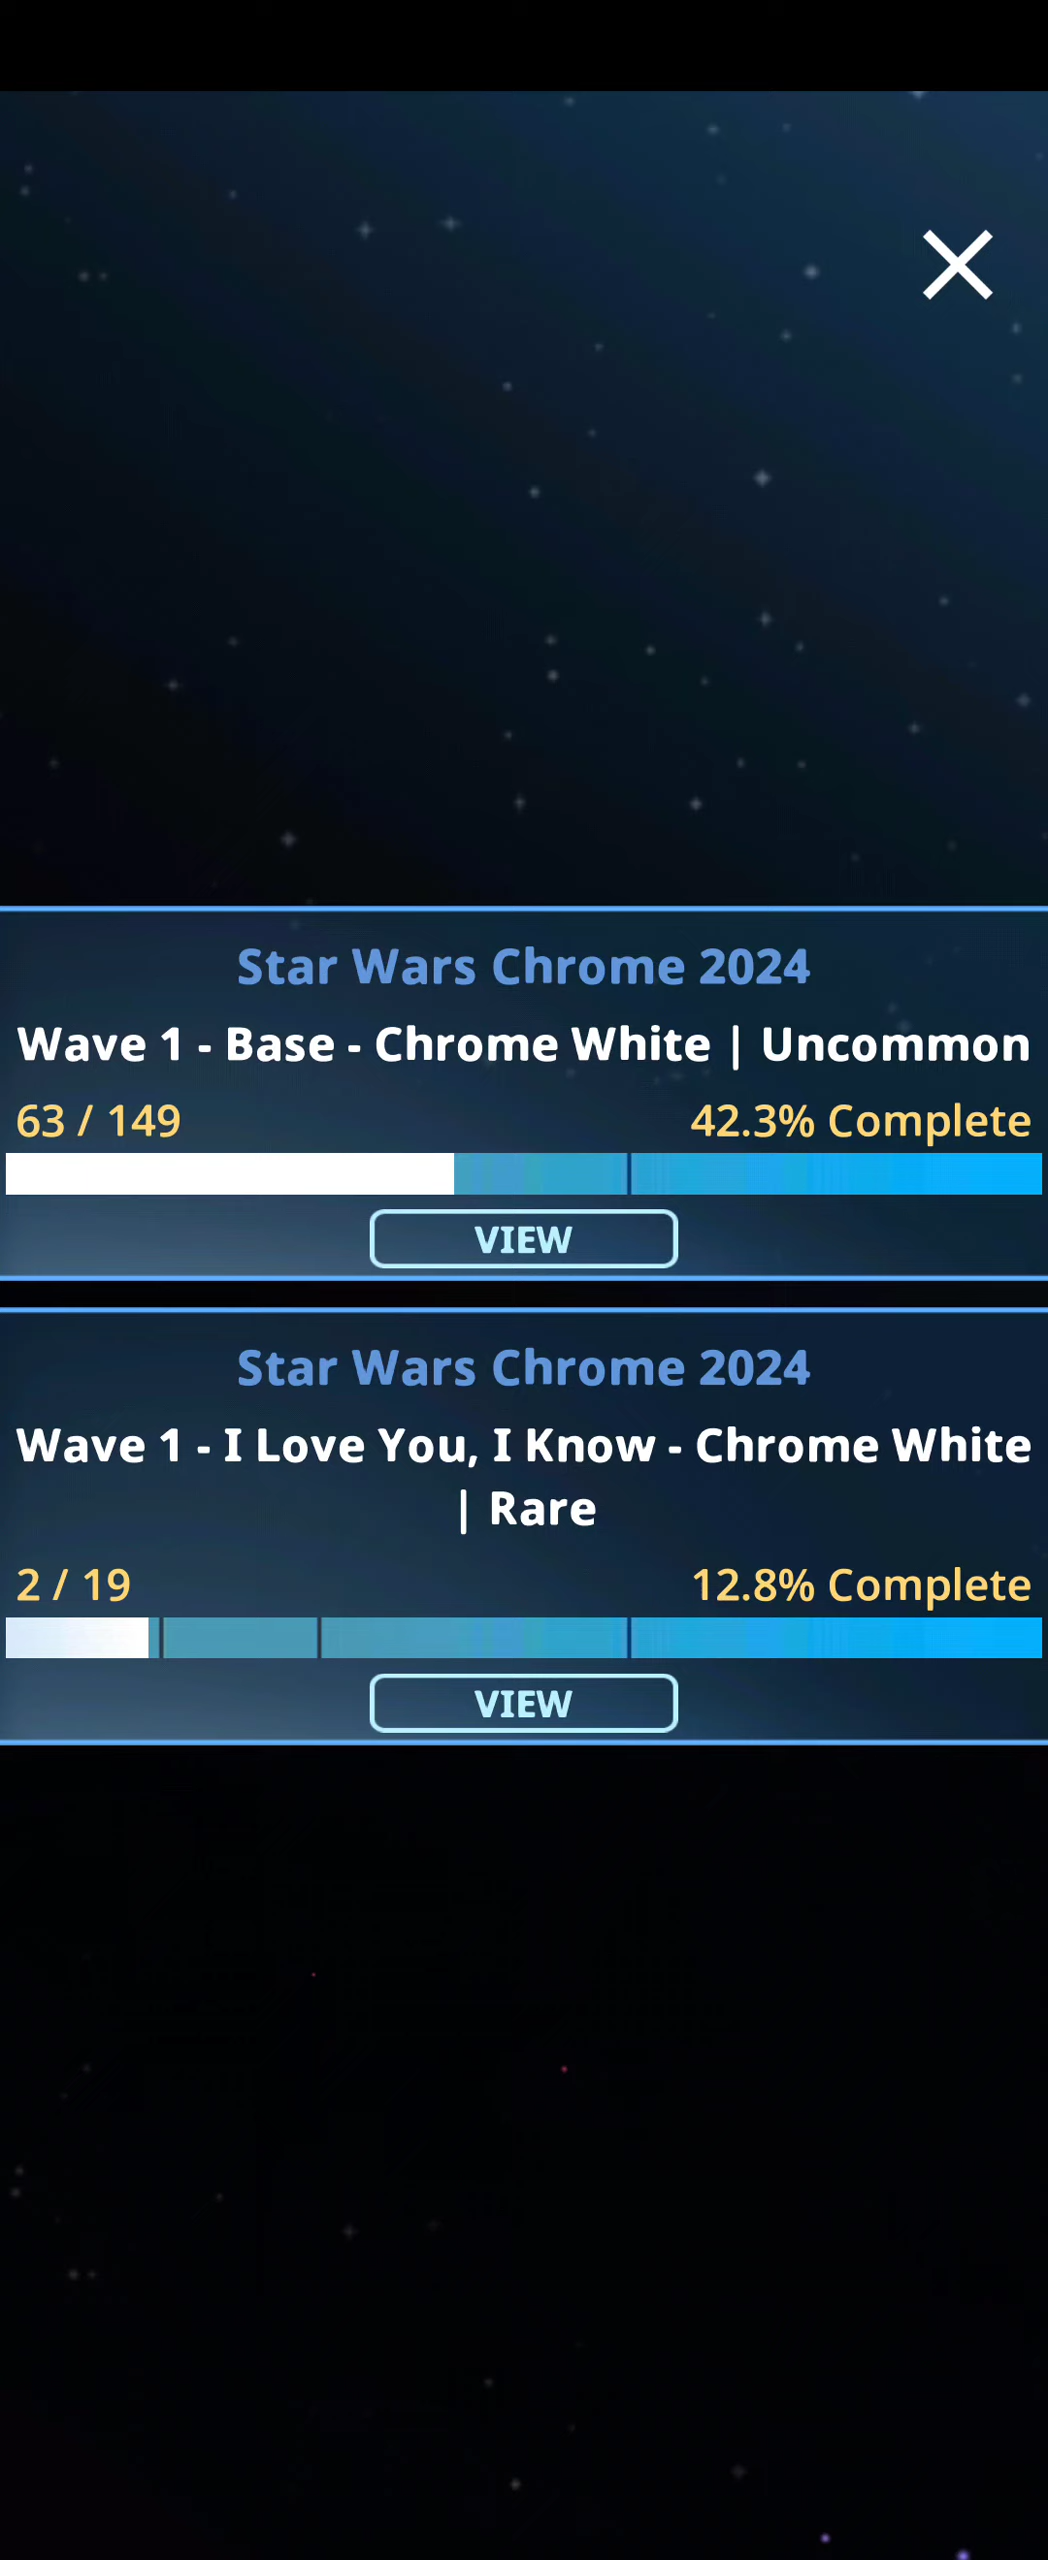 Star Wars Chrome 2024
Wave 1 - Base - Chrome White | Uncommon
63 / 149 42.3% Complete
VIEW
Star Wars Chrome 2024
Wave 1 - I Love You, I Know - Chrome White
| Rare
2 / 19 12.8% Complete
VIEW